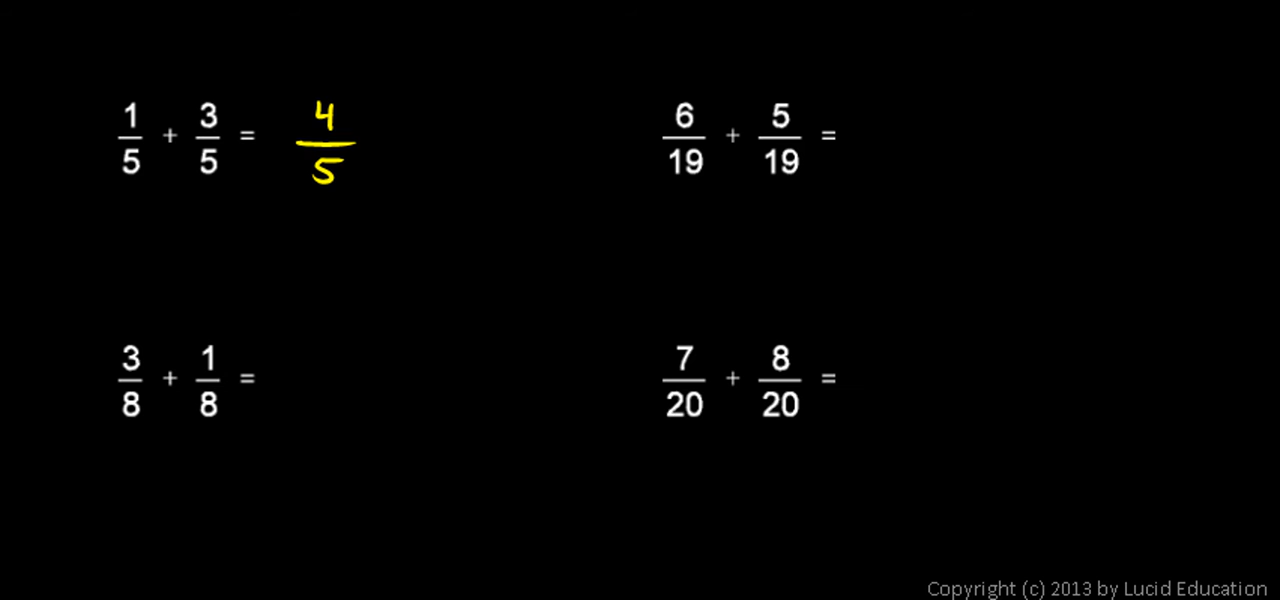 1/5 + 3/5 = 4/5
6/19 + 5/19 =
3/8 + 1/8 =
7/20 + 8/20 =
Copyright (c) 2013 by Lucid Education